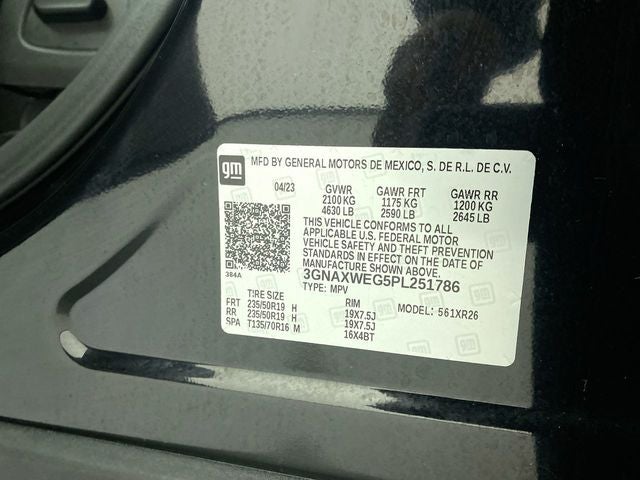 gm MFD BY GENERAL MOTORS DE MEXICO, S. DE R.L. DE C.V.
04/23 GVWR GAWR FRT GAWR RR
2100 KG 1175 KG 1200 KG
4630 LB 2590 LB 2645 LB
THIS VEHICLE CONFORMS TO ALL
APPLICABLE U.S. FEDERAL MOTOR
VEHICLE SAFETY AND THEFT PREVENTION
STANDARDS IN EFFECT ON THE DATE OF
MANUFACTURE SHOWN ABOVE.
384A 3GNAXWEG5PL251786
TYPE: MPV
TIRE SIZE RIM MODEL: 561XR26
FRT 235/50R19 H 19X7.5J
RR 235/50R19 H 19X7.5J
SPA T135/70R16 M 16X4BT